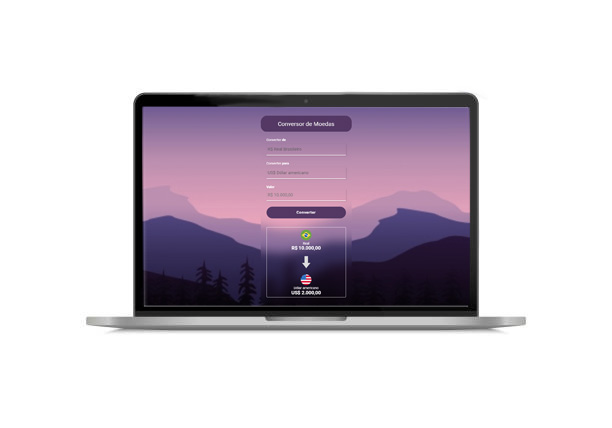 Conversor de Moedas
Converter de:
R$ Real Brasileiro
Converter para:
US$ Dólar americano
Valor:
R$ 10.000,00
Converter
Real
R$ 10.000,00
Dólar americano
US$ 2.000,00